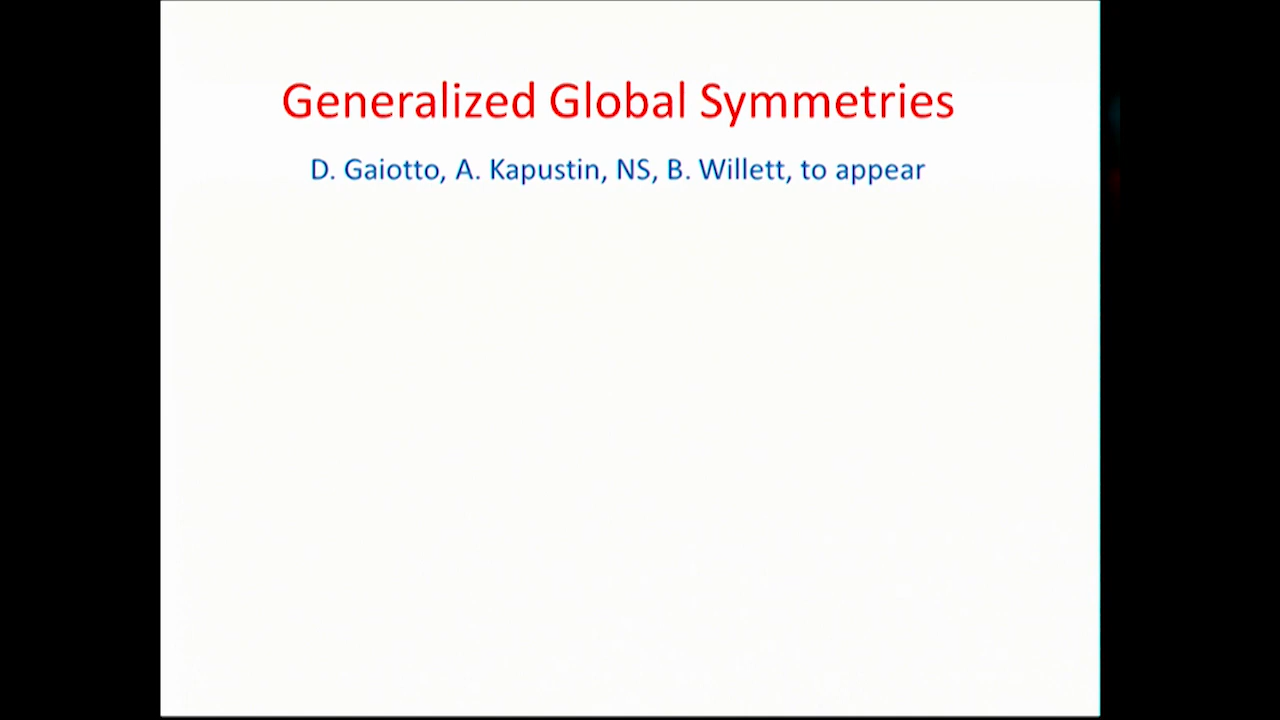 Generalized Global Symmetries
D. Gaiotto, A. Kapustin, NS, B. Willett, to appear